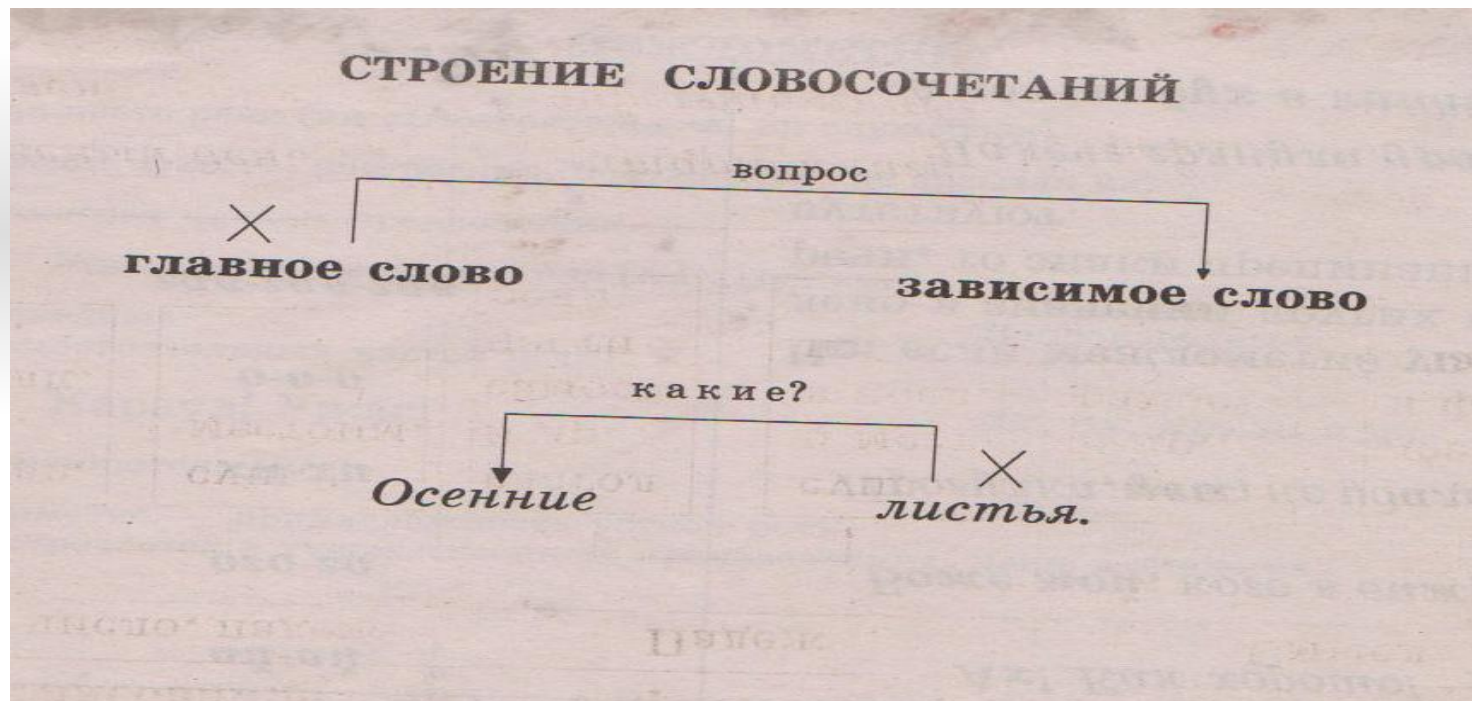 СТРОЕНИЕ СЛОВОСОЧЕТАНИЙ
вопрос
главное слово зависимое слово
какие?
Осенние листья.